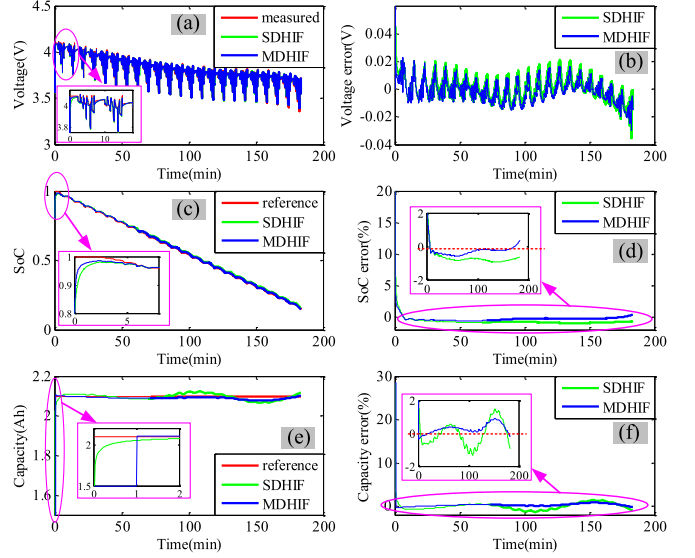 4.5
4
3.5
3
Voltage(V)
(a)
measured
SDHIF
MDHIF
4
3.8
0
10
0
50
100
150
200
Time(min)
0.04
0.02
0
-0.02
-0.04
Voltage error(V)
(b)
SDHIF
MDHIF
0
50
100
150
200
Time(min)
1
0.5
0
SoC
(c)
reference
SDHIF
MDHIF
1
0.9
0.8
0
5
0
50
100
150
200
Time(min)
20
15
10
5
0
SoC error(%)
(d)
SDHIF
MDHIF
2
0
-2
0
50
100
150
200
0
50
100
150
200
Time(min)
2.2
2
1.8
1.6
Capacity(Ah)
(e)
reference
SDHIF
MDHIF
2
1.5
0
1
2
0
50
100
150
200
Time(min)
30
20
10
0
Capacity error(%)
(f)
SDHIF
MDHIF
2
0
-2
0
50
100
150
200
0
50
100
150
200
Time(min)